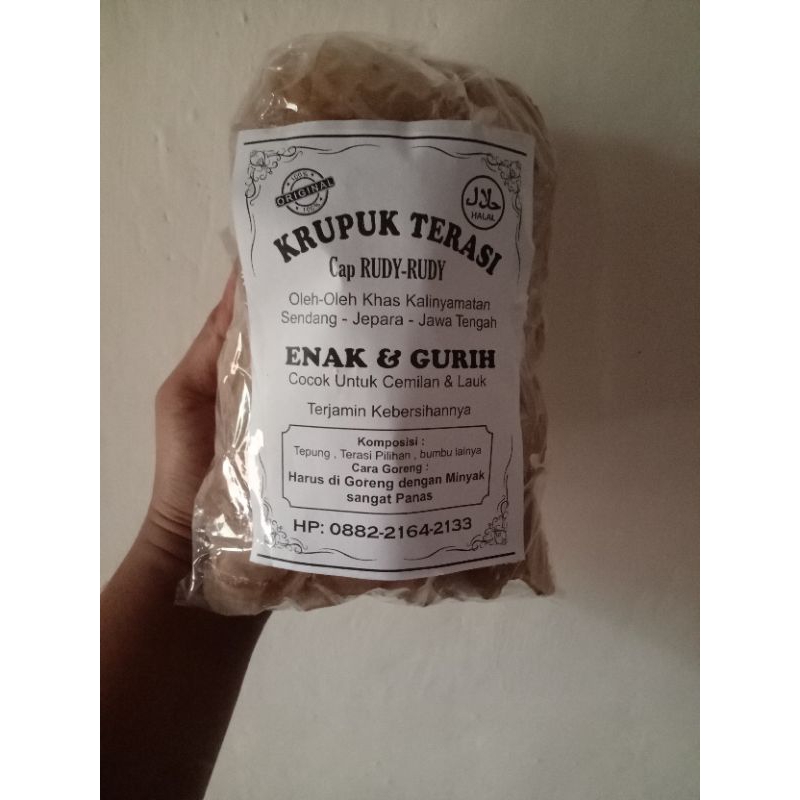 100%
ORIGINAL
100%
حلال
HALAL
KRUPUK TERASI
Cap RUDY-RUDY
Oleh-Oleh Khas Kalinyamatan
Sendang - Jepara - Jawa Tengah
ENAK & GURIH
Cocok Untuk Cemilan & Lauk
Terjamin Kebersihannya
Komposisi :
Tepung , Terasi Pilihan , bumbu lainya
Cara Goreng :
Harus di Goreng dengan Minyak
sangat Panas
HP: 0882-2164-2133